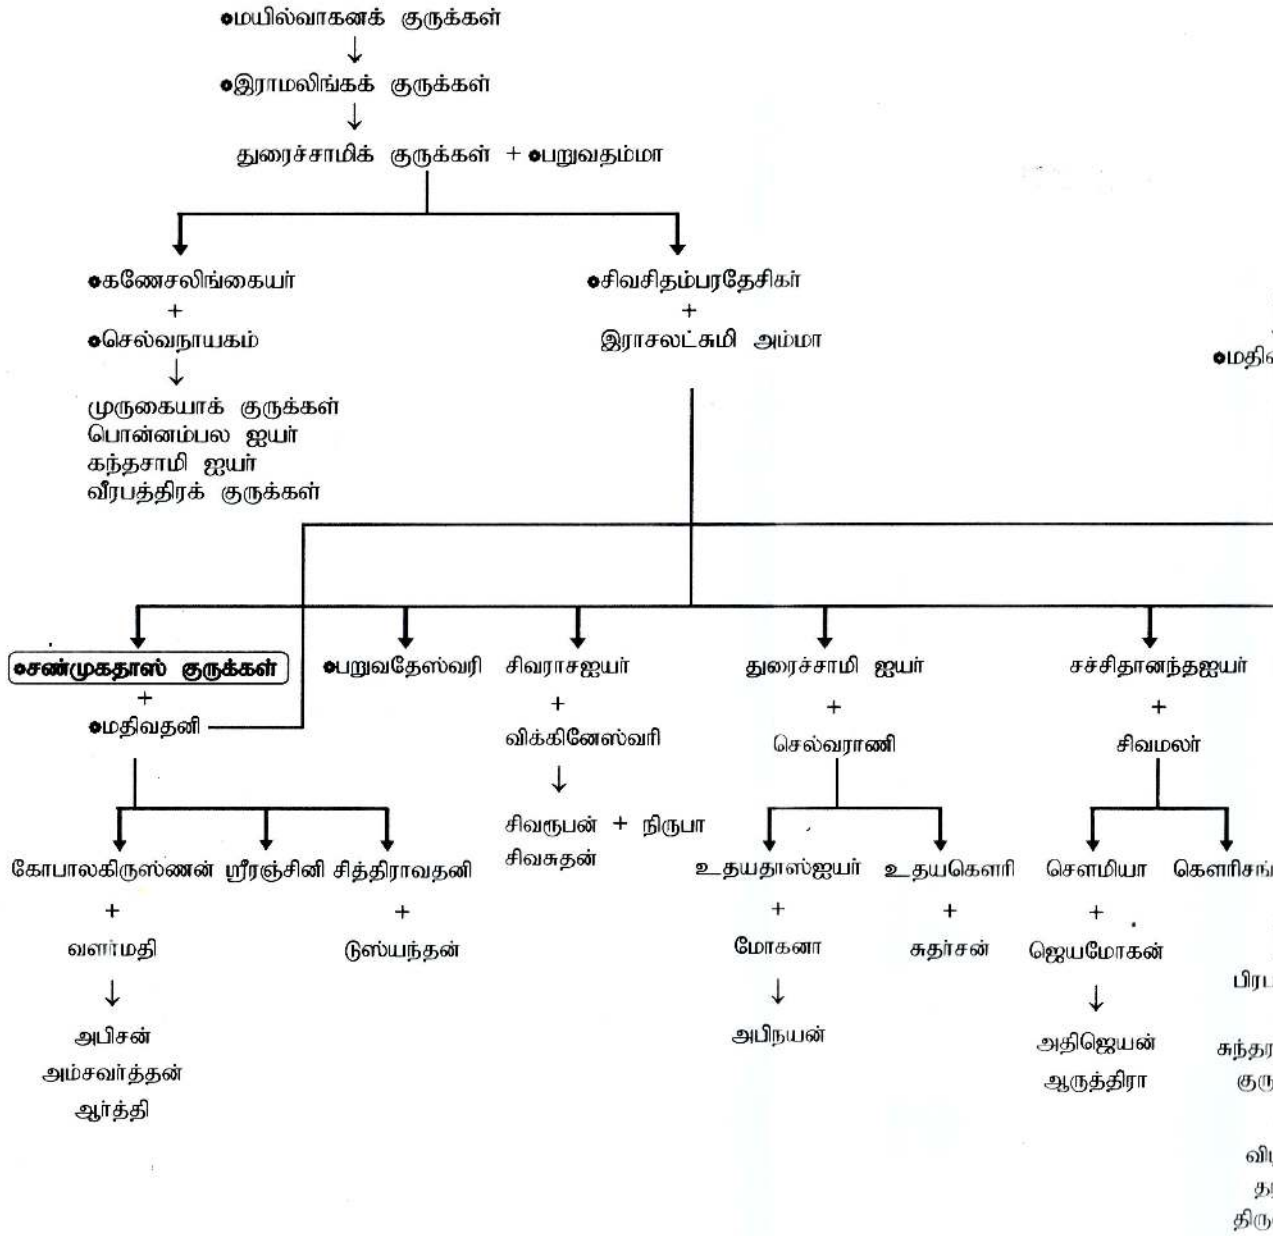 மயில்வாகனக் குருக்கள்
↓
இராமலிங்கக் குருக்கள்
↓
துரைச்சாமிக் குருக்கள் + பறுவதம்மா
கணேசலிங்கையர்
+
செல்வநாயகம்
↓
முருகையாக் குருக்கள்
பொன்னம்பல ஐயர்
கந்தசாமி ஐயர்
வீரபத்திரக் குருக்கள்
சிவசிதம்பரதேசிகர்
+
இராசலட்சுமி அம்மா
சண்முகதாஸ் குருக்கள்
+
மதிவதனி
பறுவதேஸ்வரி
சிவராசஐயர்
+
விக்கினேஸ்வரி
↓
சிவரூபன் + நிருபா
சிவசுதன்
துரைச்சாமி ஐயர்
+
செல்வராணி
சச்சிதானந்தஐயர்
+
சிவமலர்
கோபாலகிருஸ்ணன்
+
வளர்மதி
↓
அபிசன்
அம்சவர்த்தன்
ஆர்த்தி
ஸ்ரீரஞ்சினி
சித்திராவதனி
+
டுஸ்யந்தன்
உதயதாஸ்ஐயர்
+
மோகனா
↓
அபிநயன்
உதயகௌரி
+
சுதர்சன்
சௌமியா
+
ஜெயமோகன்
↓
அதிஜெயன்
ஆருத்திரா